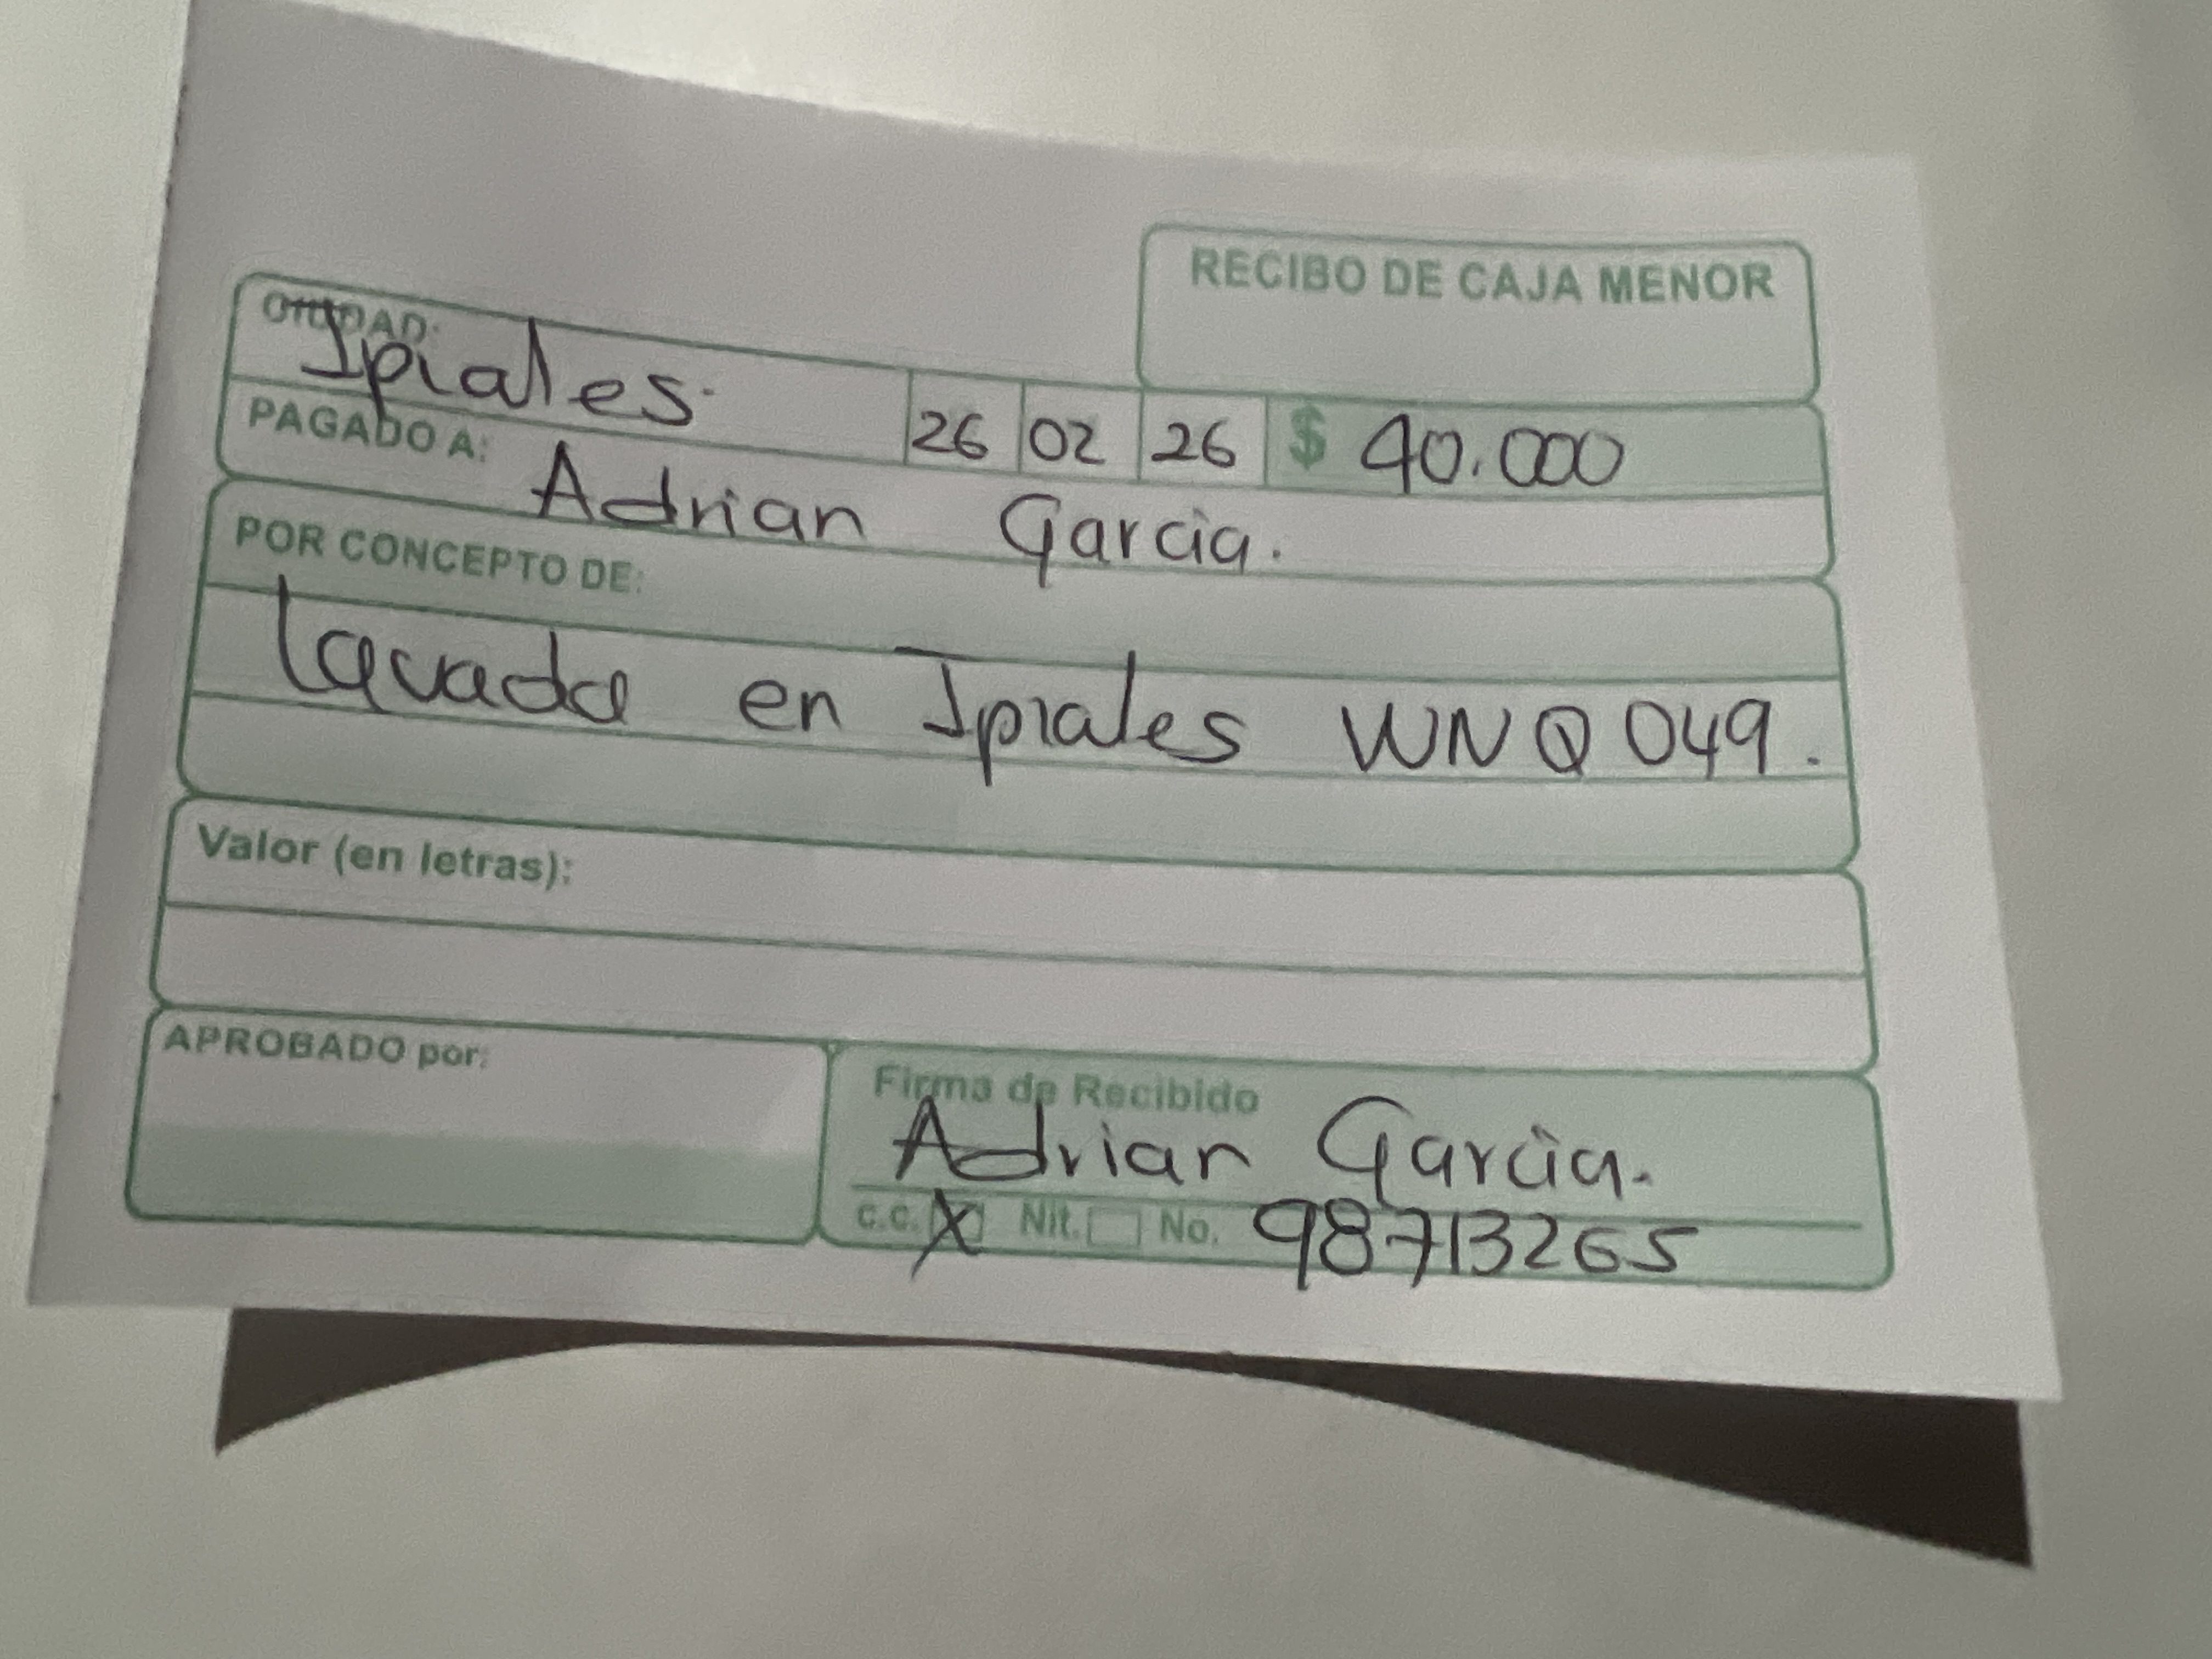 RECIBO DE CAJA MENOR
CIUDAD:
Ipiales.
26 02 26 $ 40.000
PAGADO A: Adrian Garcia.
POR CONCEPTO DE:
lavada en Ipiales WNQ 049.
Valor (en letras):
APROBADO por:
Firma de Recibido
Adrian Garcia.
c.c. X Nit. No. 98713265